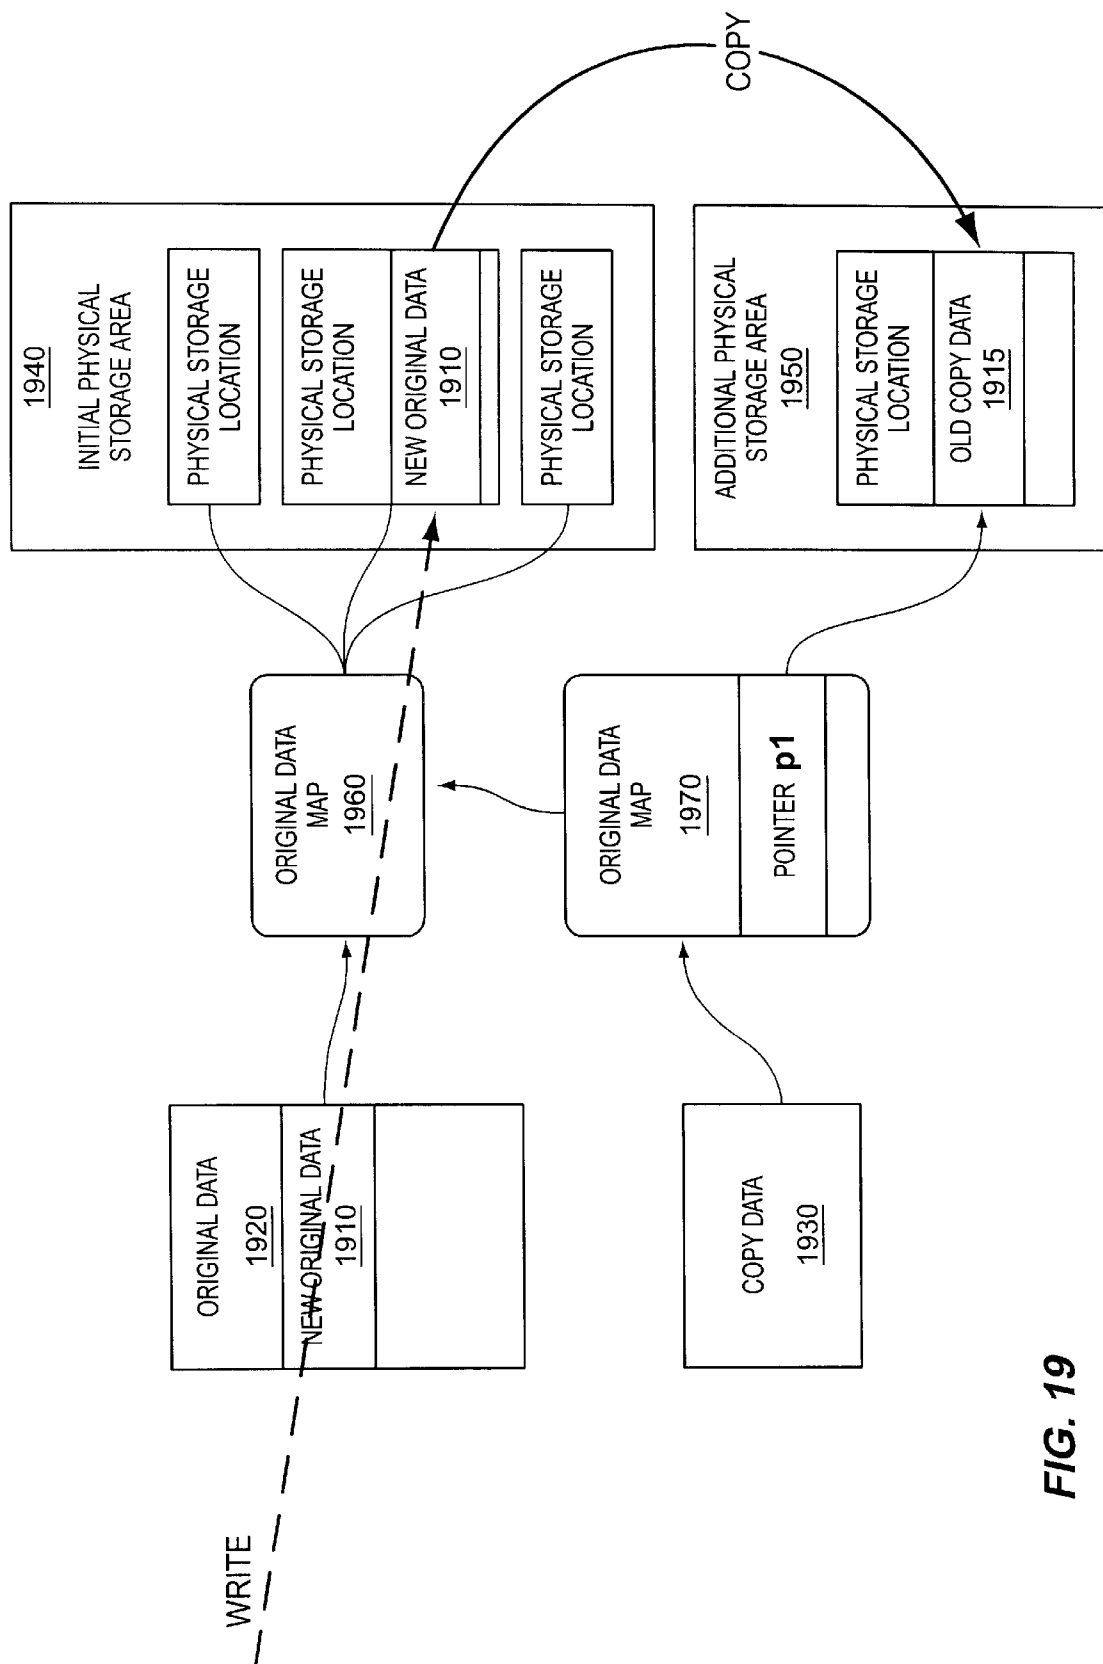 WRITE
ORIGINAL DATA
1920
NEW ORIGINAL DATA
1910
COPY DATA
1930
ORIGINAL DATA
MAP
1960
ORIGINAL DATA
MAP
1970
POINTER p1
1940
INITIAL PHYSICAL
STORAGE AREA
PHYSICAL STORAGE
LOCATION
PHYSICAL STORAGE
LOCATION
NEW ORIGINAL DATA
1910
PHYSICAL STORAGE
LOCATION
ADDITIONAL PHYSICAL
STORAGE AREA
1950
PHYSICAL STORAGE
LOCATION
OLD COPY DATA
1915
COPY
FIG. 19